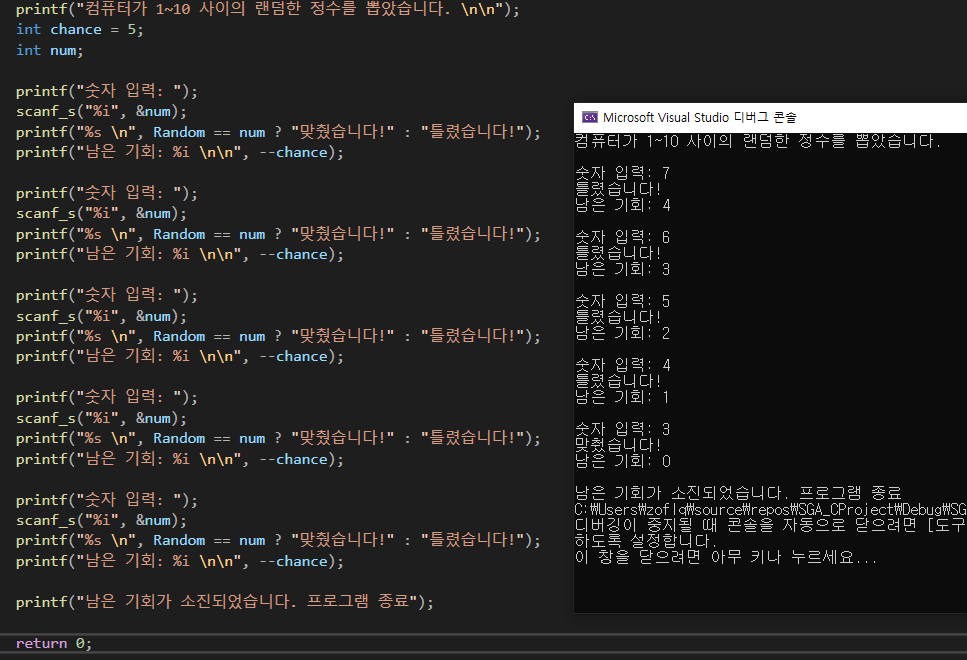 printf("컴퓨터가 1~10 사이의 랜덤한 정수를 뽑았습니다. \n\n");
int chance = 5;
int num;
printf("숫자 입력: ");
scanf_s("%i", &num);
printf("%s \n", Random == num ? "맞췄습니다!" : "틀렸습니다!");
printf("남은 기회: %i \n\n", --chance);
printf("숫자 입력: ");
scanf_s("%i", &num);
printf("%s \n", Random == num ? "맞췄습니다!" : "틀렸습니다!");
printf("남은 기회: %i \n\n", --chance);
printf("숫자 입력: ");
scanf_s("%i", &num);
printf("%s \n", Random == num ? "맞췄습니다!" : "틀렸습니다!");
printf("남은 기회: %i \n\n", --chance);
printf("숫자 입력: ");
scanf_s("%i", &num);
printf("%s \n", Random == num ? "맞췄습니다!" : "틀렸습니다!");
printf("남은 기회: %i \n\n", --chance);
printf("숫자 입력: ");
scanf_s("%i", &num);
printf("%s \n", Random == num ? "맞췄습니다!" : "틀렸습니다!");
printf("남은 기회: %i \n\n", --chance);
printf("남은 기회가 소진되었습니다. 프로그램 종료");
return 0;
Microsoft Visual Studio 디버그 콘솔
컴퓨터가 1~10 사이의 랜덤한 정수를 뽑았습니다.
숫자 입력: 7
틀렸습니다!
남은 기회: 4
숫자 입력: 6
틀렸습니다!
남은 기회: 3
숫자 입력: 5
틀렸습니다!
남은 기회: 2
숫자 입력: 4
틀렸습니다!
남은 기회: 1
숫자 입력: 3
맞췄습니다!
남은 기회: 0
남은 기회가 소진되었습니다. 프로그램 종료
C:\Users\zoflq\source\repos\SGA_CProject\Debug\SG
디버깅이 중지될 때 콘솔을 자동으로 닫으려면 [도구
하도록 설정합니다.
이 창을 닫으려면 아무 키나 누르세요...